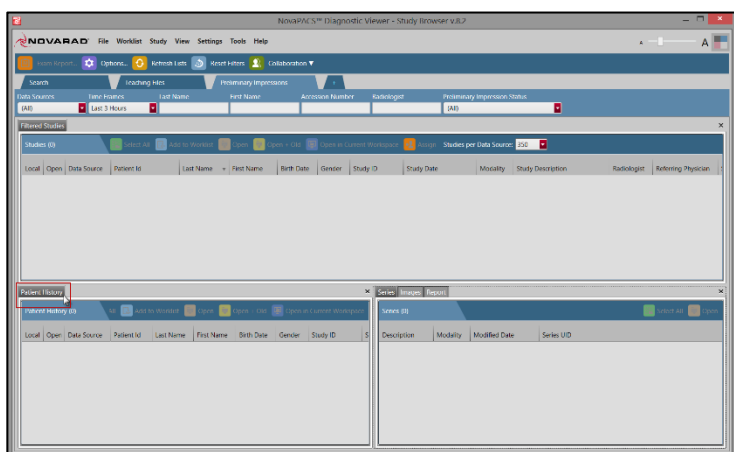 NovaPACS™ Diagnostic Viewer - Study Browser v.8.2
NOVARAD File Worklist Study View Settings Tools Help A A
Options... Refresh Lists Reset Filters Collaboration ▼
Search Teaching Files Preliminary Impressions +
Data Sources Time Frames Last Name First Name Accession Number Radiologist Preliminary Impression Status
(All) Last 3 Hours (All)
Filtered Studies ×
Studies (0) Select All Add to Worklist Open Open + Old Open in Current Workspace Assign Studies per Data Source: 350
Local Open Data Source Patient Id Last Name First Name Birth Date Gender Study ID Study Date Modality Study Description Radiologist Referring Physician
Patient History × Series Images Report ×
Patient History (0) All Add to Worklist Open Open + Old Open in Current Workspace Series (0) Select All Open
Local Open Data Source Patient Id Last Name First Name Birth Date Gender Study ID S Description Modality Modified Date Series UID